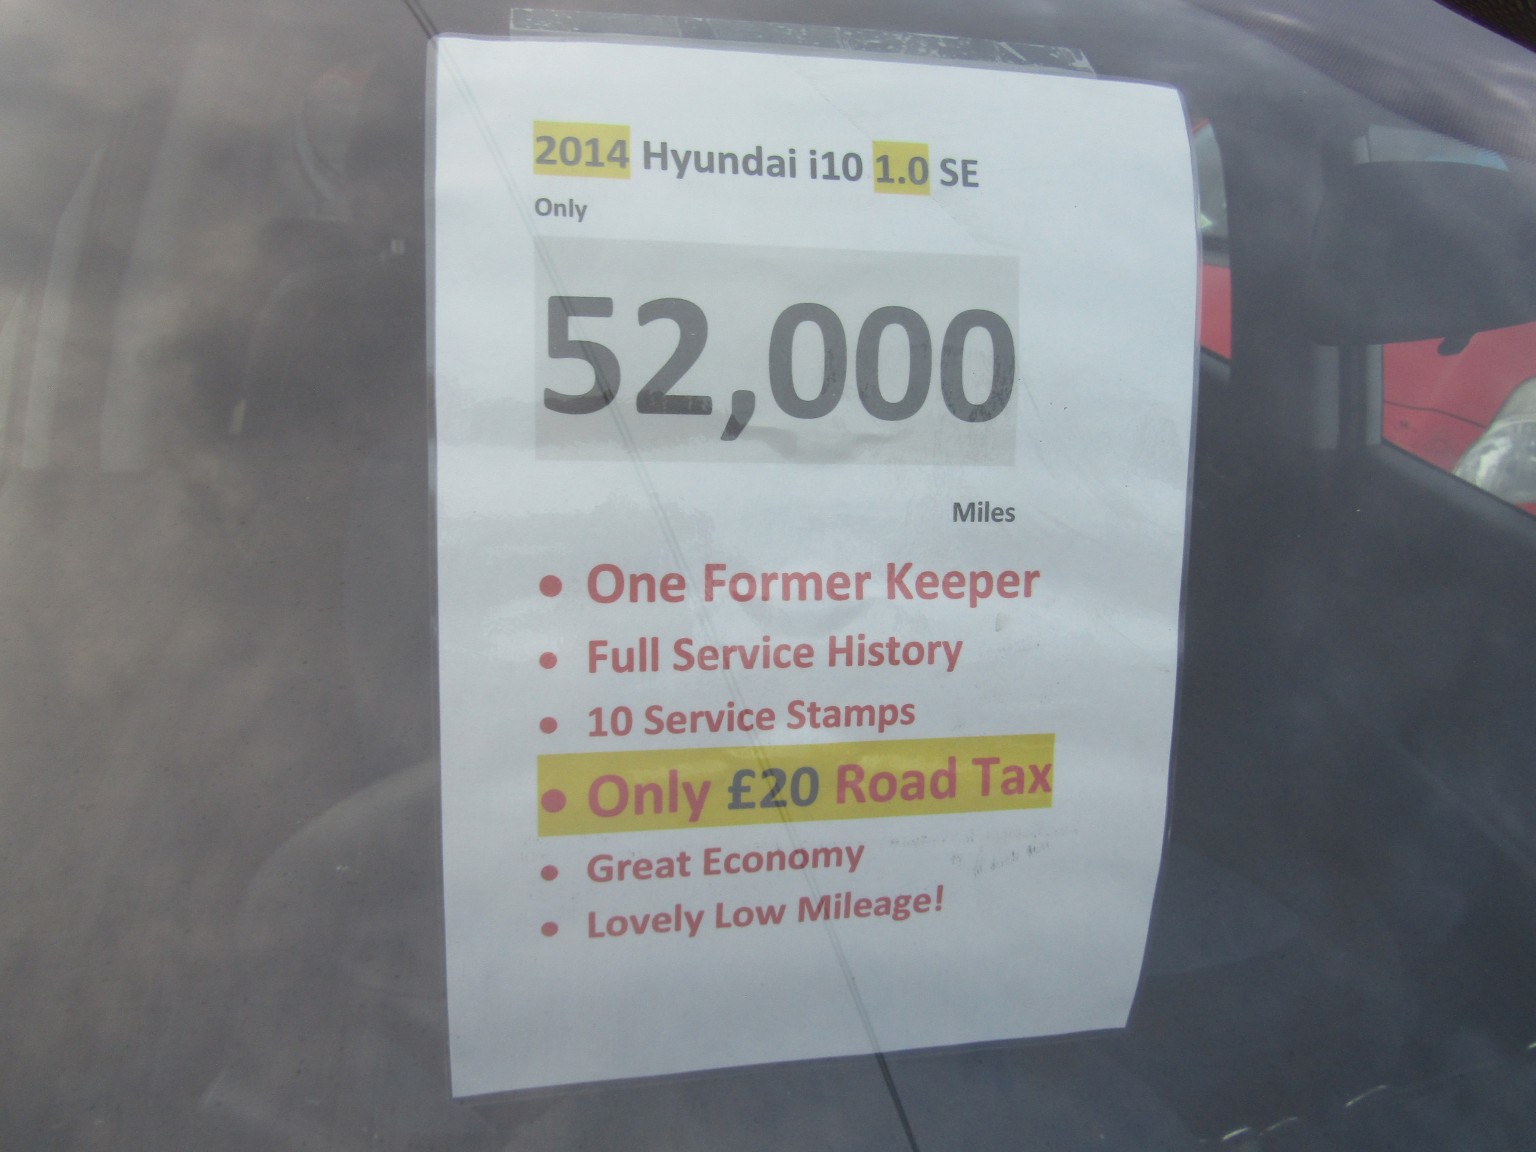 2014 Hyundai i10 1.0 SE
Only
52,000
Miles
• One Former Keeper
• Full Service History
• 10 Service Stamps
• Only £20 Road Tax
• Great Economy
• Lovely Low Mileage!